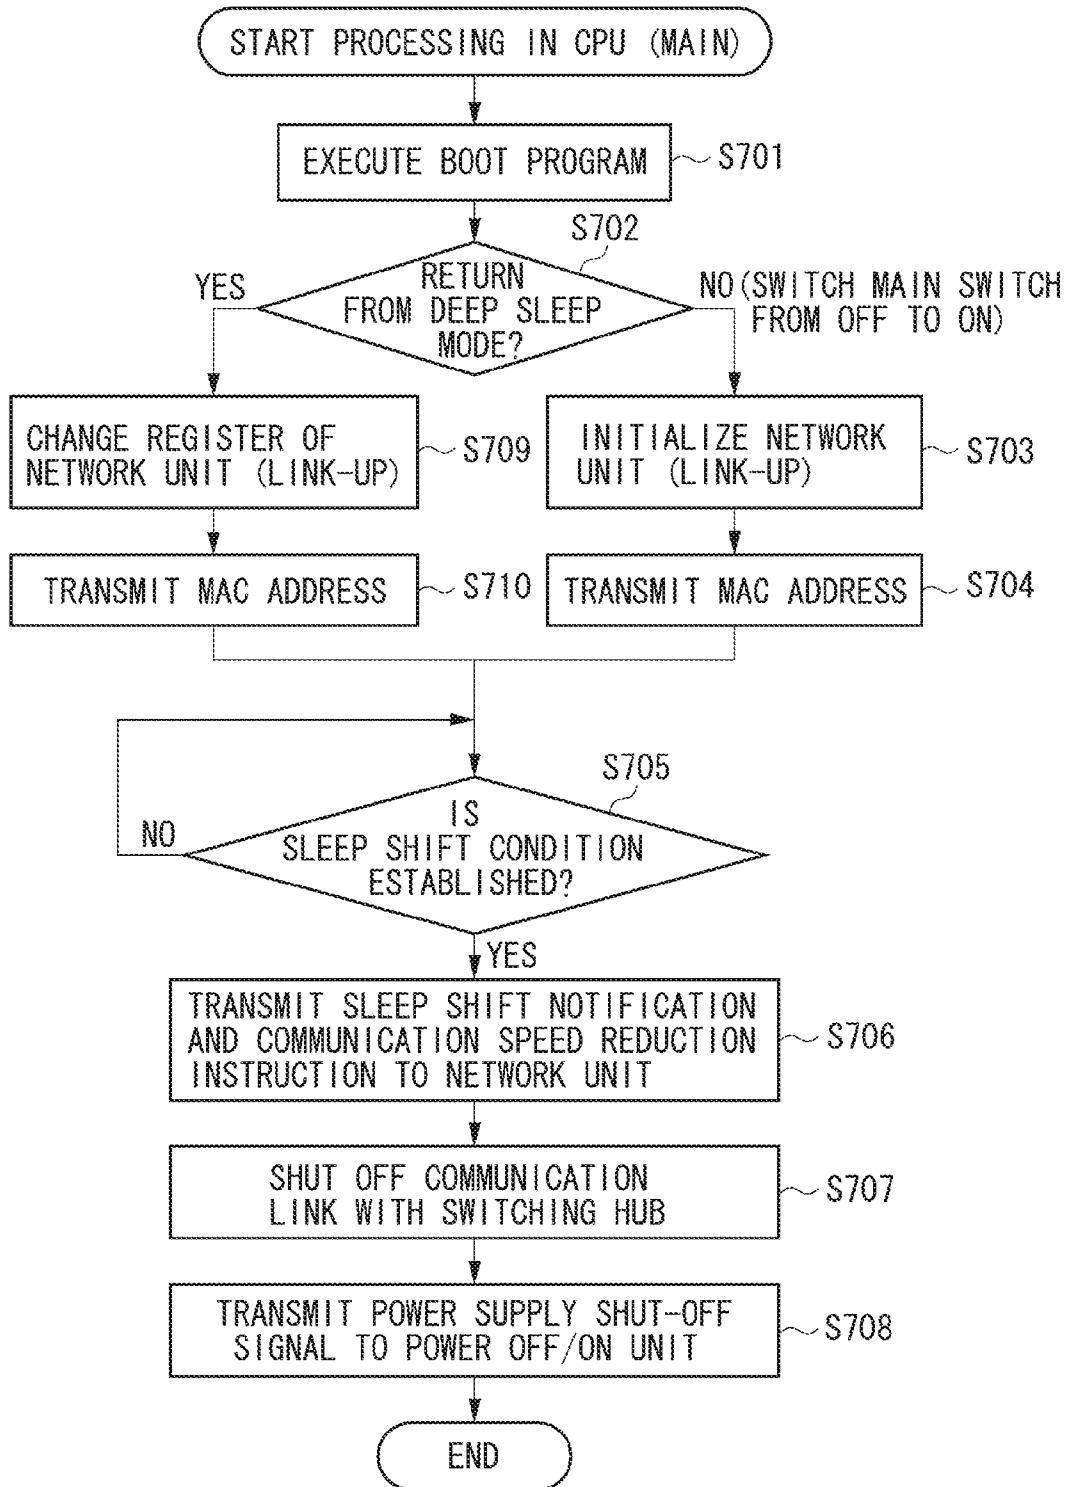 START PROCESSING IN CPU (MAIN)
EXECUTE BOOT PROGRAM
S701
S702
RETURN
FROM DEEP SLEEP
MODE?
YES
NO (SWITCH MAIN SWITCH
FROM OFF TO ON)
CHANGE REGISTER OF
NETWORK UNIT (LINK-UP)
S709
INITIALIZE NETWORK
UNIT (LINK-UP)
S703
TRANSMIT MAC ADDRESS
S710
TRANSMIT MAC ADDRESS
S704
S705
IS
SLEEP SHIFT CONDITION
ESTABLISHED?
NO
YES
TRANSMIT SLEEP SHIFT NOTIFICATION
AND COMMUNICATION SPEED REDUCTION
INSTRUCTION TO NETWORK UNIT
S706
SHUT OFF COMMUNICATION
LINK WITH SWITCHING HUB
S707
TRANSMIT POWER SUPPLY SHUT-OFF
SIGNAL TO POWER OFF/ON UNIT
S708
END